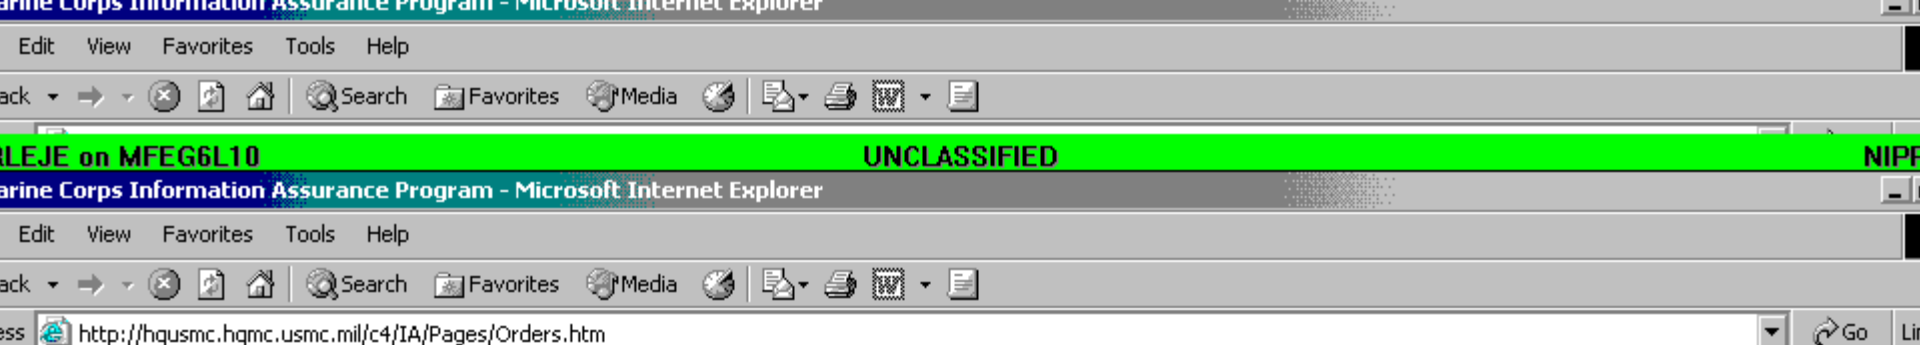 arine Corps Information Assurance Program - Microsoft Internet Explorer
Edit View Favorites Tools Help
ack Search Favorites Media
RLEJE on MFEG6L10 UNCLASSIFIED NIPR
arine Corps Information Assurance Program - Microsoft Internet Explorer
Edit View Favorites Tools Help
ack Search Favorites Media
ess http://hqusmc.hqmc.usmc.mil/c4/IA/Pages/Orders.htm Go Lin